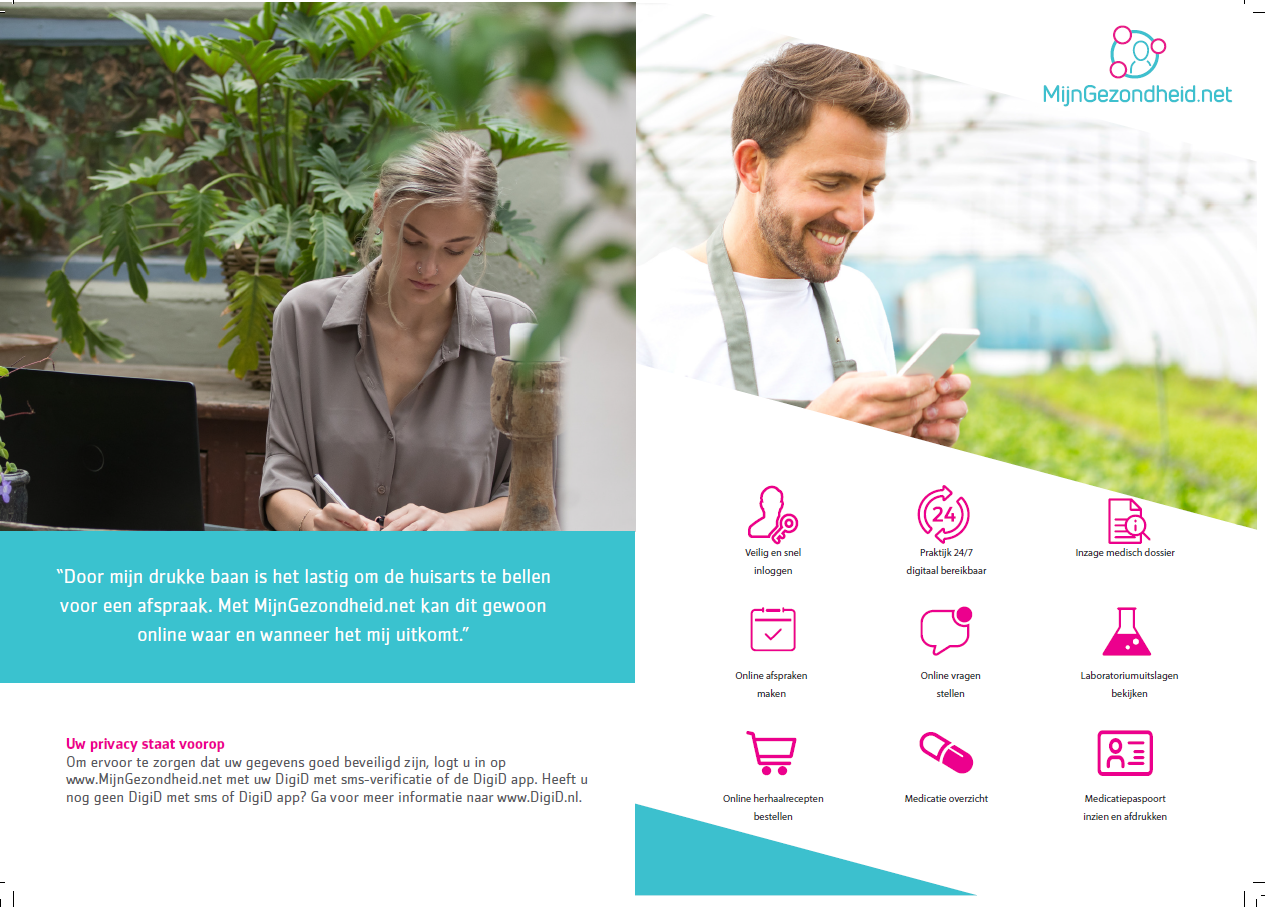 “Door mijn drukke baan is het lastig om de huisarts te bellen
voor een afspraak. Met MijnGezondheid.net kan dit gewoon
online waar en wanneer het mij uitkomt.”
Uw privacy staat voorop
Om ervoor te zorgen dat uw gegevens goed beveiligd zijn, logt u in op
www.MijnGezondheid.net met uw DigiD met sms-verificatie of de DigiD app. Heeft u
nog geen DigiD met sms of DigiD app? Ga voor meer informatie naar www.DigiD.nl.
MijnGezondheid.net
Veilig en snel
inloggen
24
Praktijk 24/7
digitaal bereikbaar
Inzage medisch dossier
Online afspraken
maken
Online vragen
stellen
Laboratoriumuitslagen
bekijken
Online herhaalrecepten
bestellen
Medicatie overzicht
Medicatiepaspoort
inzien en afdrukken